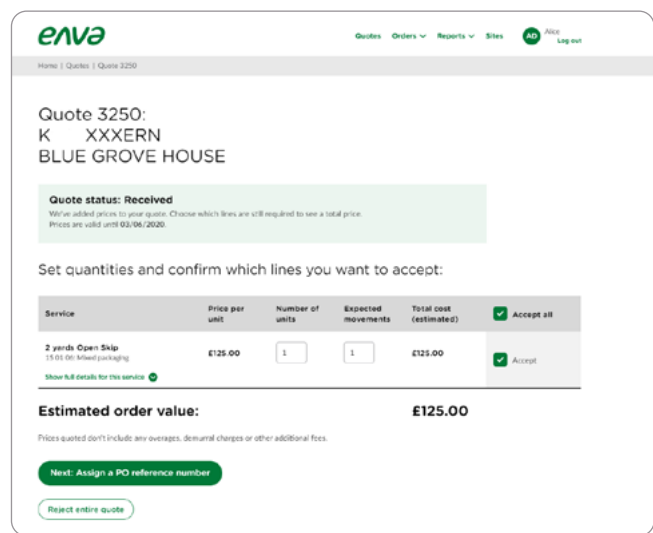 enva
Quotes Orders Reports Sites AD Alice
Log out
Home | Quotes | Quote 3250
Quote 3250:
K XXXERN
BLUE GROVE HOUSE
Quote status: Received
We've added prices to your quote. Choose which lines are still required to see a total price.
Prices are valid until 03/06/2020.
Set quantities and confirm which lines you want to accept:
Service Price per unit Number of units Expected movements Total cost (estimated) Accept all
2 yards Open Skip £125.00 1 1 £125.00 Accept
15 01 06: Mixed packaging
Show full details for this service
Estimated order value: £125.00
Prices quoted don't include any overages, demurral charges or other additional fees.
Next: Assign a PO reference number
Reject entire quote